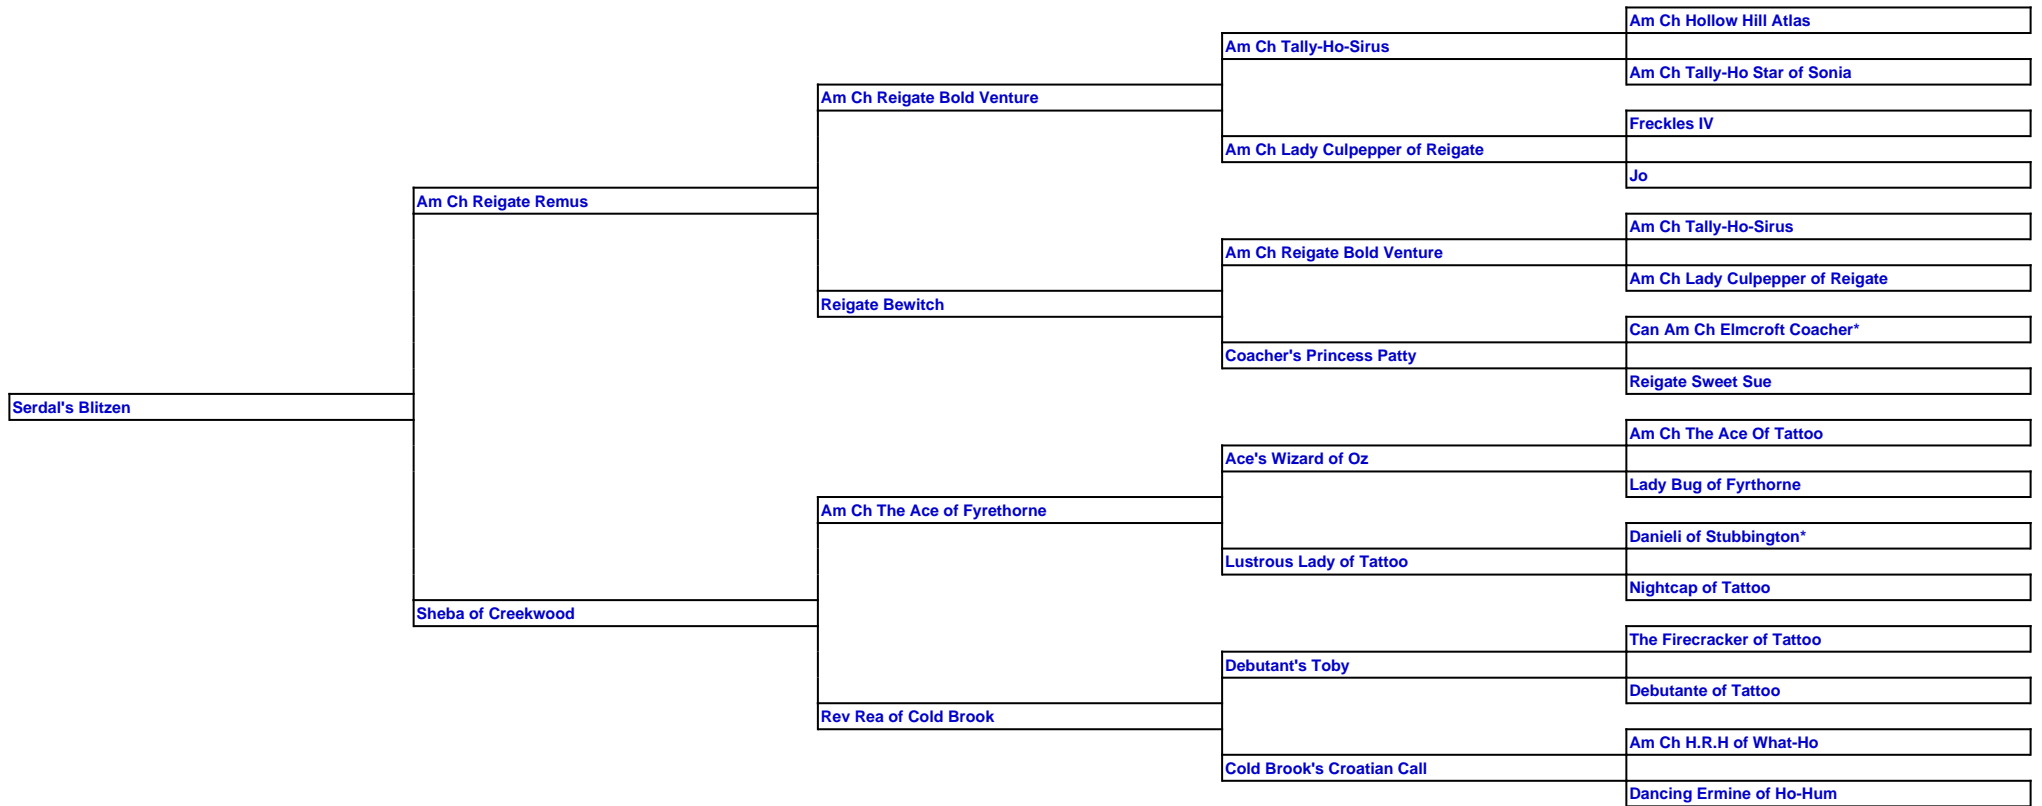 Am Ch Hollow Hill Atlas
Am Ch Tally-Ho-Sirus
Am Ch Tally-Ho Star of Sonia
Am Ch Reigate Bold Venture
Freckles IV
Am Ch Lady Culpepper of Reigate
Jo
Am Ch Reigate Remus
Am Ch Tally-Ho-Sirus
Am Ch Reigate Bold Venture
Am Ch Lady Culpepper of Reigate
Reigate Bewitch
Can Am Ch Elmcroft Coacher*
Coacher's Princess Patty
Reigate Sweet Sue
Serdal's Blitzen
Am Ch The Ace Of Tattoo
Ace's Wizard of Oz
Lady Bug of Fyrthorne
Am Ch The Ace of Fyrethorne
Danieli of Stubbington*
Lustrous Lady of Tattoo
Nightcap of Tattoo
Sheba of Creekwood
The Firecracker of Tattoo
Debutant's Toby
Debutante of Tattoo
Rev Rea of Cold Brook
Am Ch H.R.H of What-Ho
Cold Brook's Croatian Call
Dancing Ermine of Ho-Hum